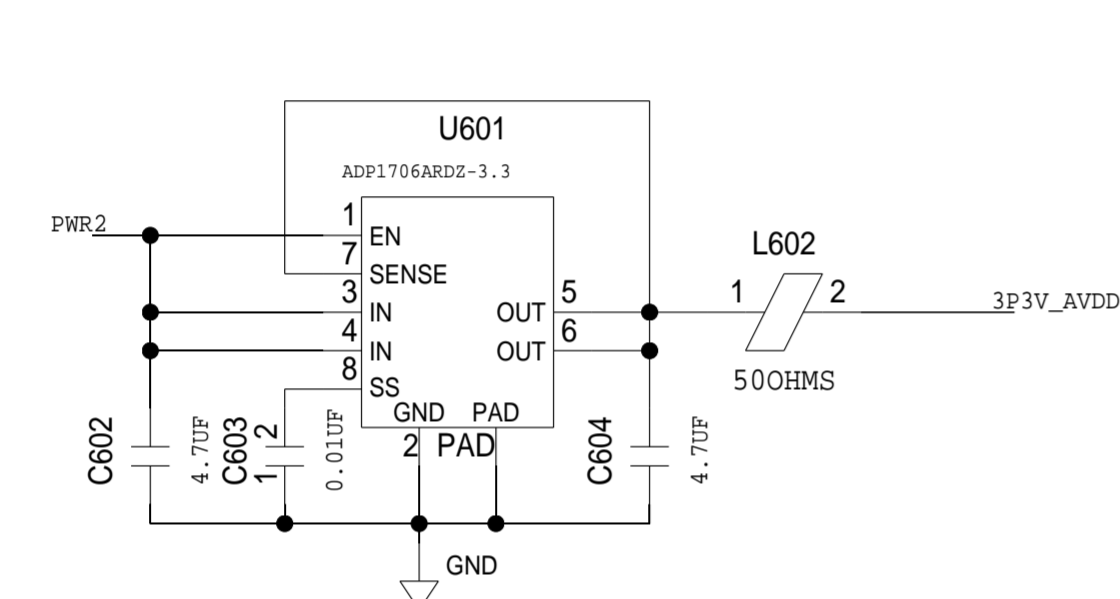 U601
ADP1706ARDZ-3.3
PWR2
1
EN
7
SENSE
3
IN
4
IN
8
SS
OUT
5
OUT
6
GND
PAD
2
PAD
L602
1
2
50OHMS
3P3V_AVDD
C602
4.7UF
C603
2
1
0.01UF
C604
4.7UF
GND